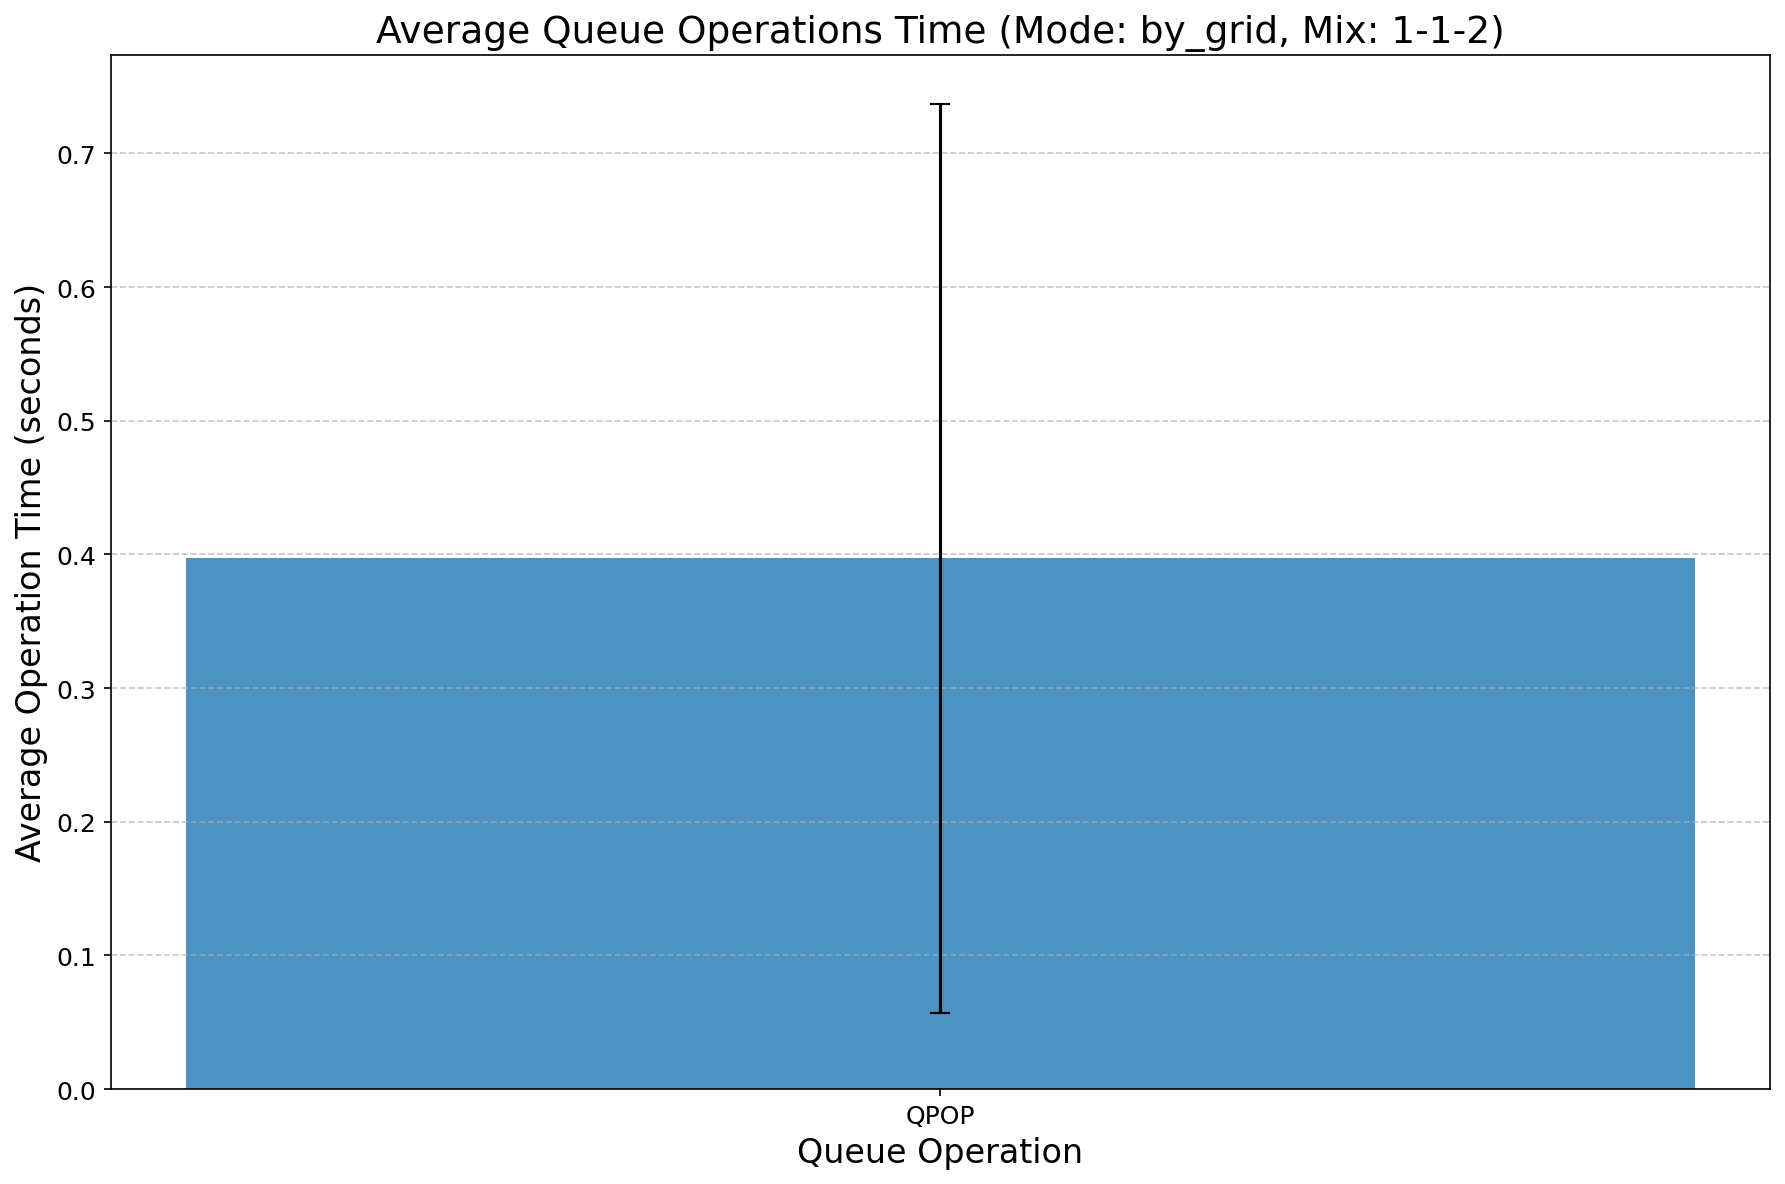 Average Queue Operations Time (Mode: by_grid, Mix: 1-1-2)
Average Operation Time (seconds)
0.7
0.6
0.5
0.4
0.3
0.2
0.1
0.0
QPOP
Queue Operation